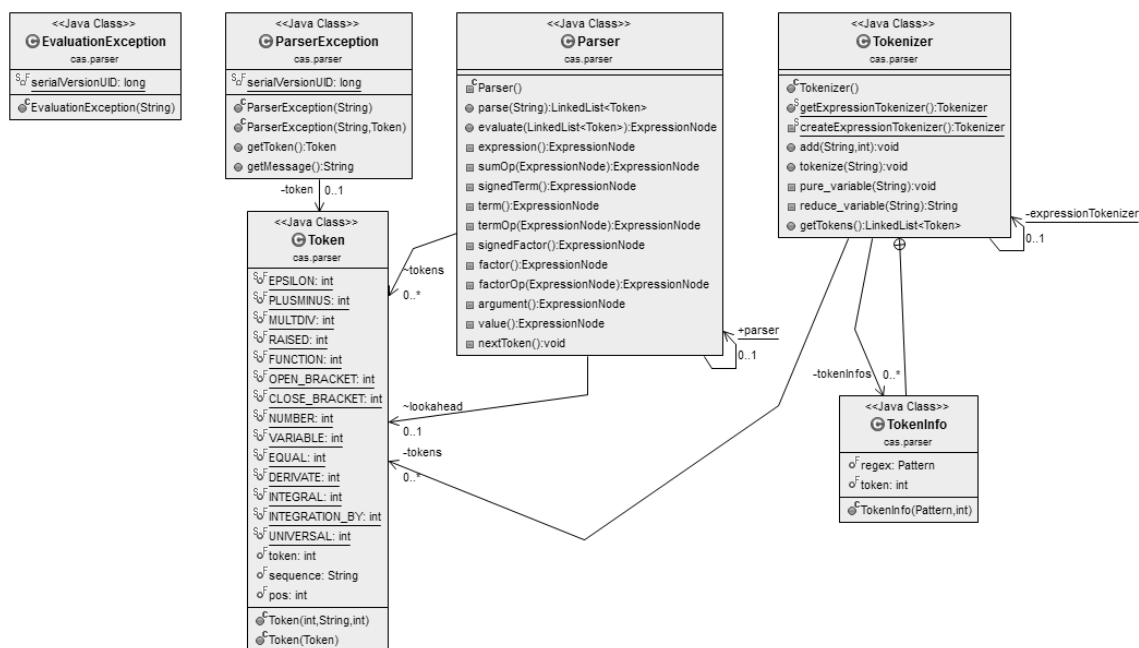 <<Java Class>>
EvaluationException
cas.parser
serialVersionUID: long
EvaluationException(String)
<<Java Class>>
ParserException
cas.parser
serialVersionUID: long
ParserException(String)
ParserException(String,Token)
getToken():Token
getMessage():String
-token
0..1
<<Java Class>>
Parser
cas.parser
Parser()
parse(String):LinkedList<Token>
evaluate(LinkedList<Token>):ExpressionNode
expression():ExpressionNode
sumOp(ExpressionNode):ExpressionNode
signedTerm():ExpressionNode
term():ExpressionNode
termOp(ExpressionNode):ExpressionNode
signedFactor():ExpressionNode
factor():ExpressionNode
factorOp(ExpressionNode):ExpressionNode
argument():ExpressionNode
value():ExpressionNode
nextToken():void
+parser
0..1
<<Java Class>>
Tokenizer
cas.parser
Tokenizer()
getExpressionTokenizer():Tokenizer
createExpressionTokenizer():Tokenizer
add(String,int):void
tokenize(String):void
pure_variable(String):void
reduce_variable(String):String
getTokens():LinkedList<Token>
-expressionTokenizer
0..1
<<Java Class>>
Token
cas.parser
EPSILON: int
PLUSMINUS: int
MULTDIV: int
RAISED: int
FUNCTION: int
OPEN_BRACKET: int
CLOSE_BRACKET: int
NUMBER: int
VARIABLE: int
EQUAL: int
DERIVATE: int
INTEGRAL: int
INTEGRATION_BY: int
UNIVERSAL: int
token: int
sequence: String
pos: int
Token(int,String,int)
Token(Token)
~tokens
0..*
~lookahead
0..1
-tokens
0..*
-tokenInfos
0..*
<<Java Class>>
TokenInfo
cas.parser
regex: Pattern
token: int
TokenInfo(Pattern,int)